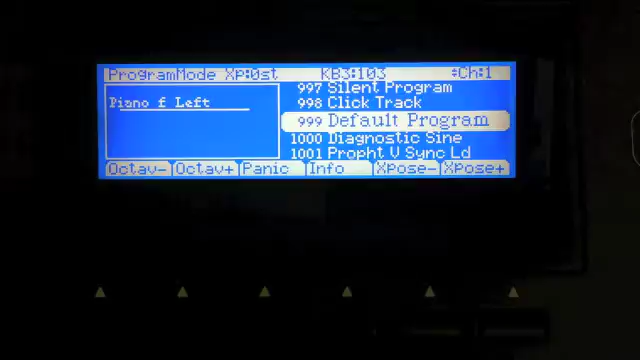 ProgramMode Xp:0st KB3:103 Ch:1
Piano f Left
997 Silent Program
998 Click Track
999 Default Program
1000 Diagnostic Sine
1001 Propht V Sync Ld
Octav- Octav+ Panic Info Xpose- Xpose+